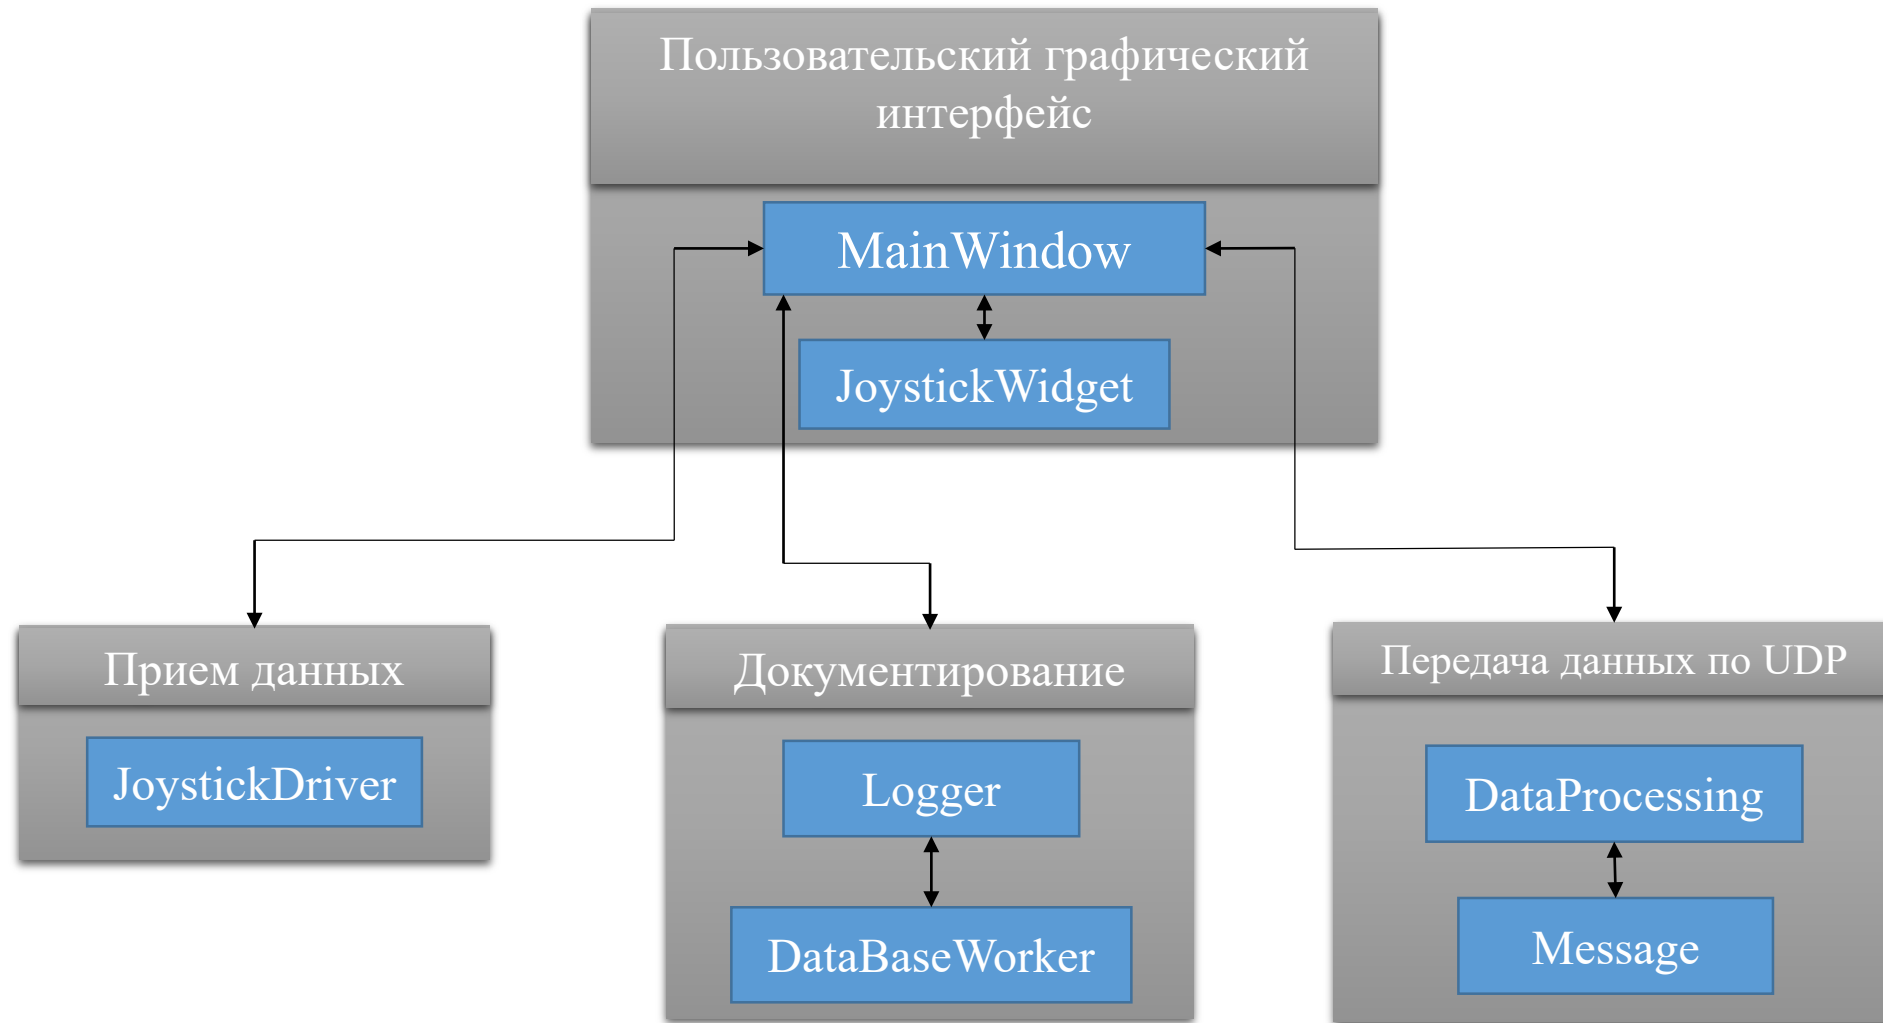 Пользовательский графический
интерфейс
MainWindow
JoystickWidget
Прием данных
JoystickDriver
Документирование
Logger
DataBaseWorker
Передача данных по UDP
DataProcessing
Message